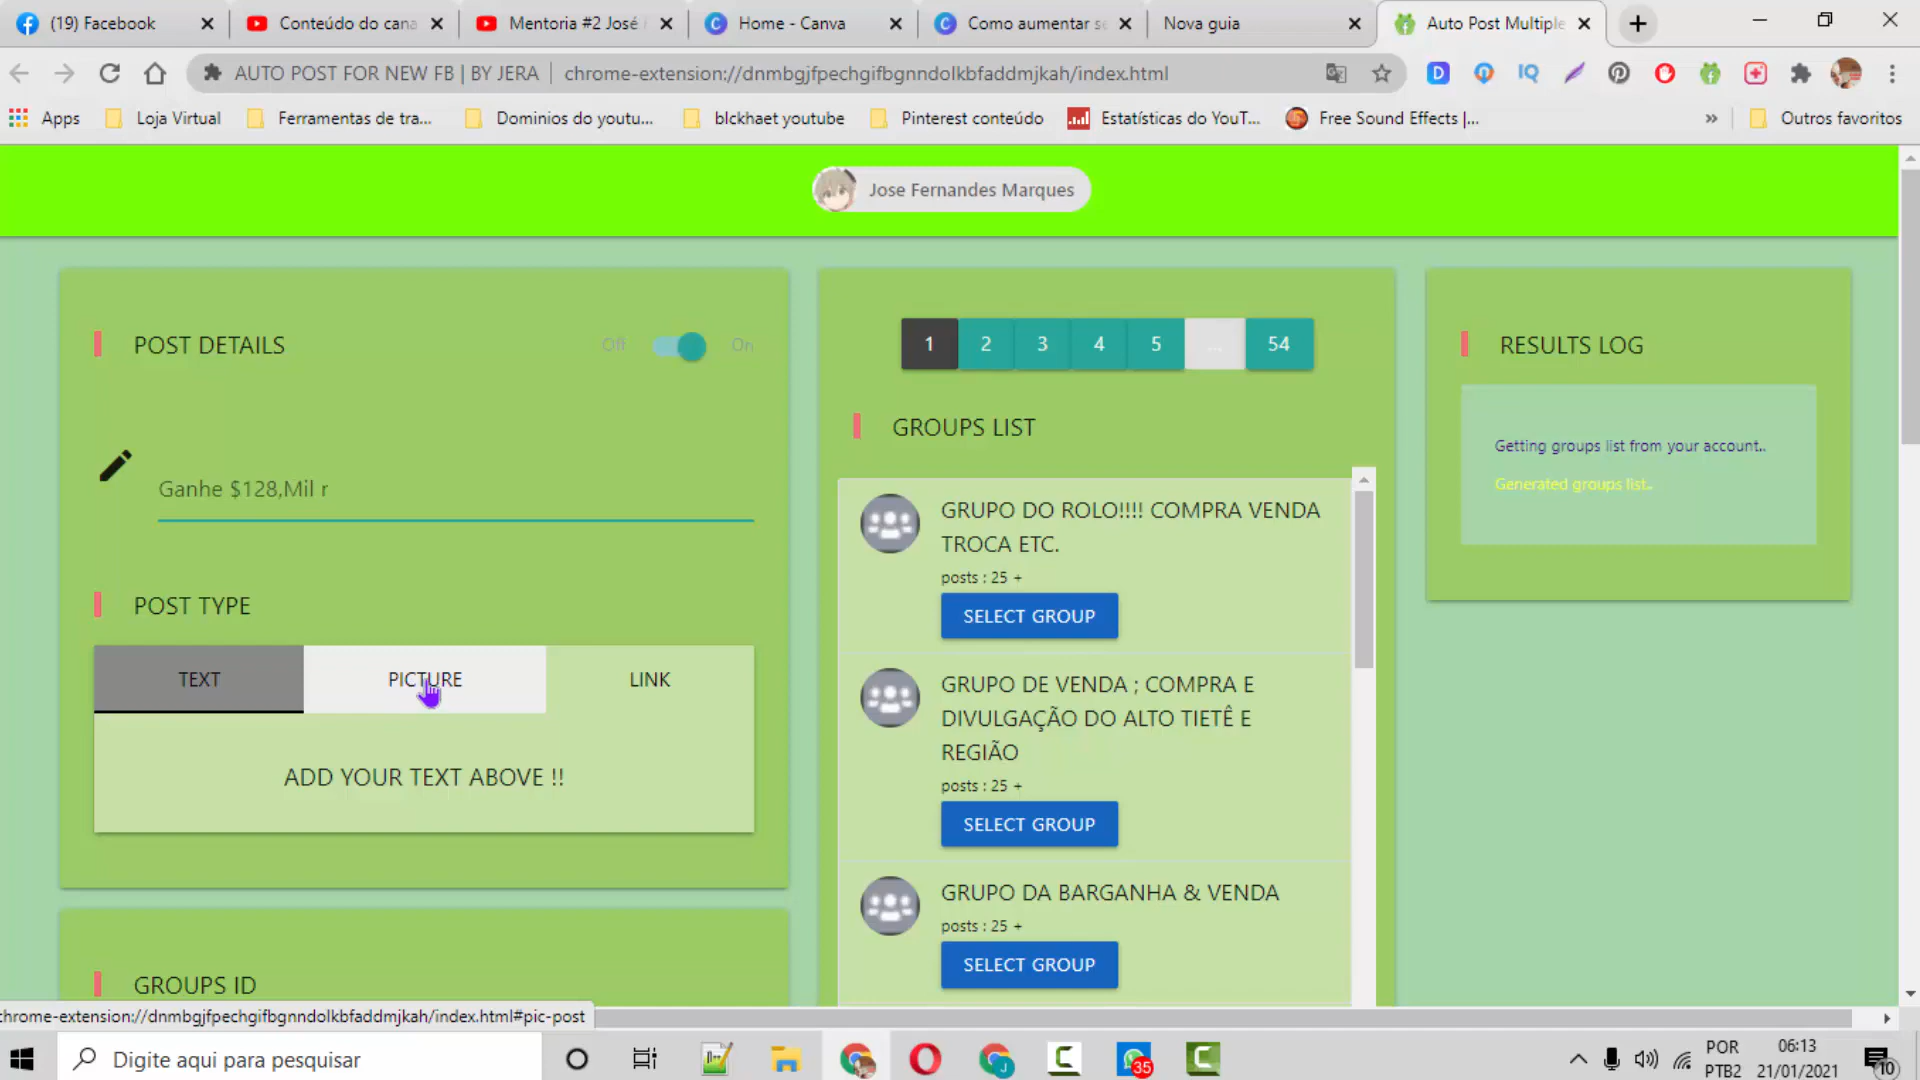 (19) Facebook
Conteúdo do cana
Mentoria #2 José
Home - Canva
Como aumentar se
Nova guia
Auto Post Multiple
AUTO POST FOR NEW FB | BY JERA
chrome-extension://dnmbgjfpechgifbgnndolkbfaddmjkah/index.html
Apps
Loja Virtual
Ferramentas de tra...
Dominios do youtu...
blckhaet youtube
Pinterest conteúdo
Estatísticas do YouT...
Free Sound Effects |...
»
Outros favoritos
Jose Fernandes Marques
POST DETAILS
Off
On
Ganhe $128,Mil r
POST TYPE
TEXT
PICTURE
LINK
ADD YOUR TEXT ABOVE !!
GROUPS ID
1
2
3
4
5
...
54
GROUPS LIST
GRUPO DO ROLO!!!! COMPRA VENDA
TROCA ETC.
posts : 25 +
SELECT GROUP
GRUPO DE VENDA ; COMPRA E
DIVULGAÇÃO DO ALTO TIETÊ E
REGIÃO
posts : 25 +
SELECT GROUP
GRUPO DA BARGANHA & VENDA
posts : 25 +
SELECT GROUP
RESULTS LOG
Getting groups list from your account..
Generated groups list..
chrome-extension://dnmbgjfpechgifbgnndolkbfaddmjkah/index.html#pic-post
Digite aqui para pesquisar
35
POR
PTB2
06:13
21/01/2021
10